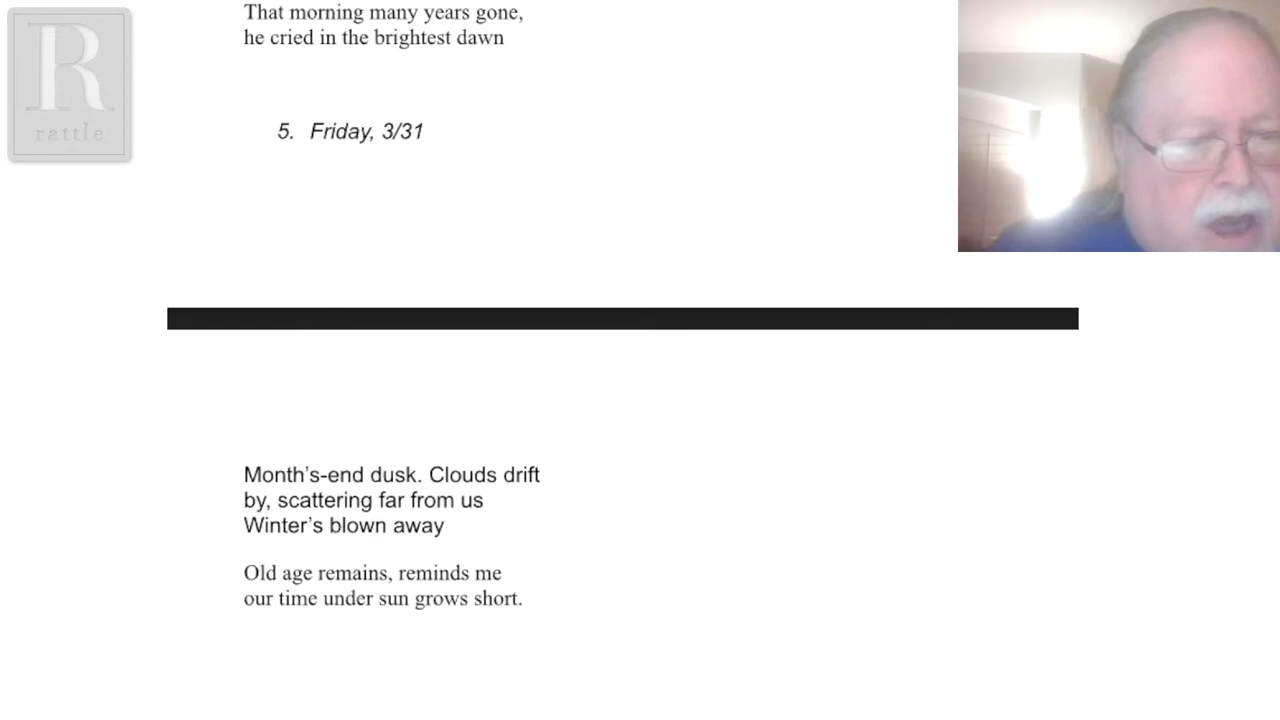 R
rattle
That morning many years gone,
he cried in the brightest dawn
5. Friday, 3/31
Month's-end dusk. Clouds drift
by, scattering far from us
Winter's blown away
Old age remains, reminds me
our time under sun grows short.